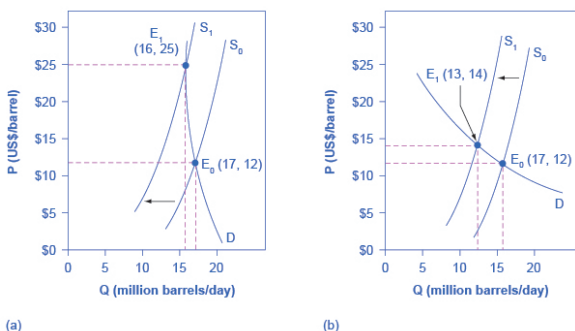 $30
$25
$20
$15
$10
$5
$0
P (US$/barrel)
E1
(16, 25)
S1
S0
E0 (17, 12)
D
0 5 10 15 20
Q (million barrels/day)
(a)
$30
$25
$20
$15
$10
$5
$0
P (US$/barrel)
S1
S0
E1 (13, 14)
E0 (17, 12)
D
0 5 10 15 20
Q (million barrels/day)
(b)